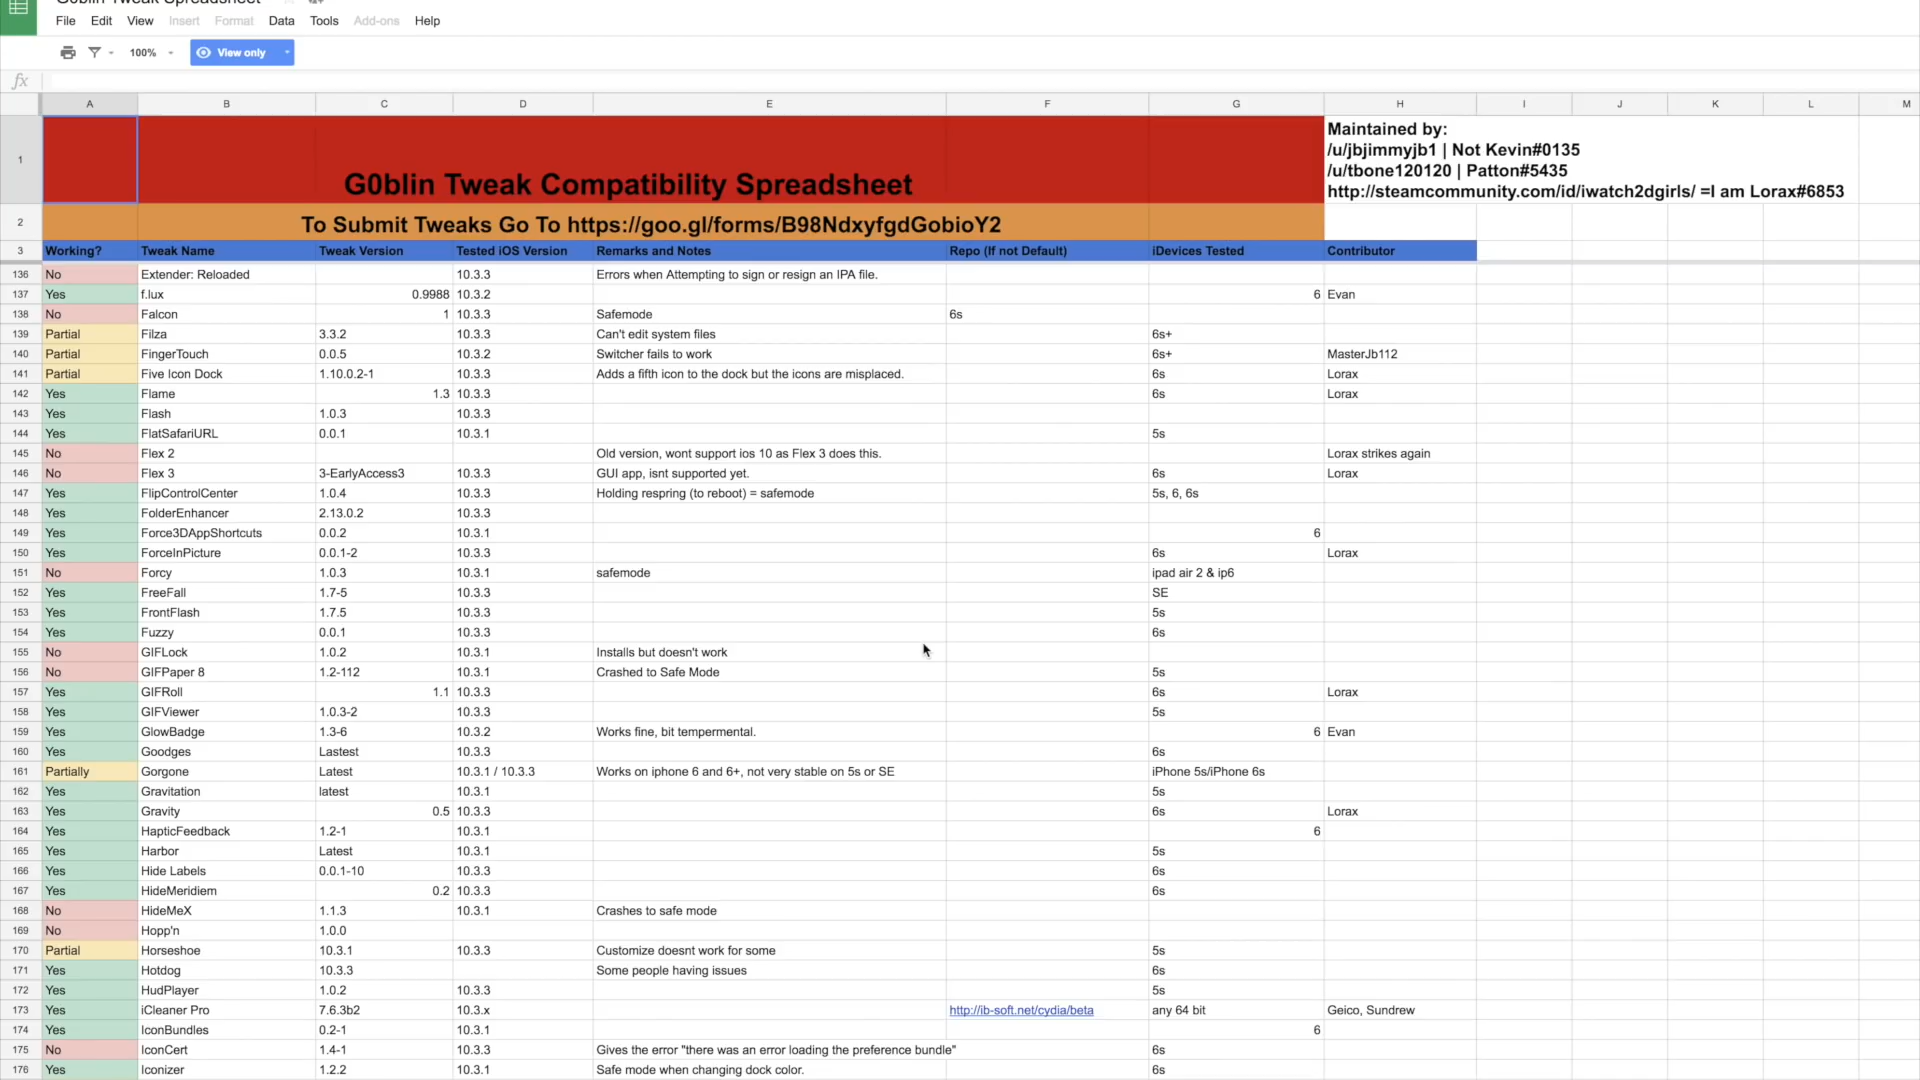 G0blin Tweak Spreadsheet
File Edit View Insert Format Data Tools Add-ons Help
100% View only
fx
A B C D E F G H I J K L M
1 G0blin Tweak Compatibility Spreadsheet
Maintained by:
/u/jbjimmyjb1 | Not Kevin#0135
/u/tbone120120 | Patton#5435
http://steamcommunity.com/id/iwatch2dgirls/ =I am Lorax#6853
2 To Submit Tweaks Go To https://goo.gl/forms/B98NdxyfgdGobioY2
3 Working? Tweak Name Tweak Version Tested iOS Version Remarks and Notes Repo (If not Default) iDevices Tested Contributor
136 No Extender: Reloaded 10.3.3 Errors when Attempting to sign or resign an IPA file.
137 Yes f.lux 0.9988 10.3.2 6 Evan
138 No Falcon 1 10.3.3 Safemode 6s
139 Partial Filza 3.3.2 10.3.3 Can't edit system files 6s+
140 Partial FingerTouch 0.0.5 10.3.2 Switcher fails to work 6s+ MasterJb112
141 Partial Five Icon Dock 1.10.0.2-1 10.3.3 Adds a fifth icon to the dock but the icons are misplaced. 6s Lorax
142 Yes Flame 1.3 10.3.3 6s Lorax
143 Yes Flash 1.0.3 10.3.3
144 Yes FlatSafariURL 0.0.1 10.3.1 5s
145 No Flex 2 Old version, wont support ios 10 as Flex 3 does this. Lorax strikes again
146 No Flex 3 3-EarlyAccess3 10.3.3 GUI app, isnt supported yet. 6s Lorax
147 Yes FlipControlCenter 1.0.4 10.3.3 Holding respring (to reboot) = safemode 5s, 6, 6s
148 Yes FolderEnhancer 2.13.0.2 10.3.3
149 Yes Force3DAppShortcuts 0.0.2 10.3.1 6
150 Yes ForceInPicture 0.0.1-2 10.3.3 6s Lorax
151 No Forcy 1.0.3 10.3.1 safemode ipad air 2 & ip6
152 Yes FreeFall 1.7-5 10.3.3 SE
153 Yes FrontFlash 1.7.5 10.3.3 5s
154 Yes Fuzzy 0.0.1 10.3.3 6s
155 No GIFLock 1.0.2 10.3.1 Installs but doesn't work
156 No GIFPaper 8 1.2-112 10.3.1 Crashed to Safe Mode 5s
157 Yes GIFRoll 1.1 10.3.3 6s Lorax
158 Yes GIFViewer 1.0.3-2 10.3.3 5s
159 Yes GlowBadge 1.3-6 10.3.2 Works fine, bit tempermental. 6 Evan
160 Yes Goodges Lastest 10.3.3 6s
161 Partially Gorgone Latest 10.3.1 / 10.3.3 Works on iphone 6 and 6+, not very stable on 5s or SE iPhone 5s/iPhone 6s
162 Yes Gravitation latest 10.3.1 5s
163 Yes Gravity 0.5 10.3.3 6s Lorax
164 Yes HapticFeedback 1.2-1 10.3.1 6
165 Yes Harbor Latest 10.3.1 5s
166 Yes Hide Labels 0.0.1-10 10.3.3 6s
167 Yes HideMeridiem 0.2 10.3.3 6s
168 No HideMeX 1.1.3 10.3.1 Crashes to safe mode
169 No Hopp'n 1.0.0
170 Partial Horseshoe 10.3.1 10.3.3 Customize doesnt work for some 5s
171 Yes Hotdog 10.3.3 Some people having issues 6s
172 Yes HudPlayer 1.0.2 10.3.3 5s
173 Yes iCleaner Pro 7.6.3b2 10.3.x http://ib-soft.net/cydia/beta any 64 bit Geico, Sundrew
174 Yes IconBundles 0.2-1 10.3.1 6
175 No IconCert 1.4-1 10.3.3 Gives the error "there was an error loading the preference bundle" 6s
176 Yes Iconizer 1.2.2 10.3.1 Safe mode when changing dock color. 6s